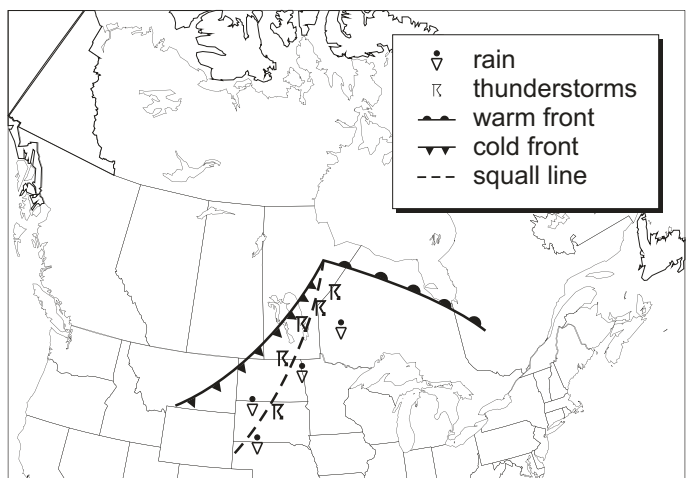 rain
thunderstorms
warm front
cold front
squall line